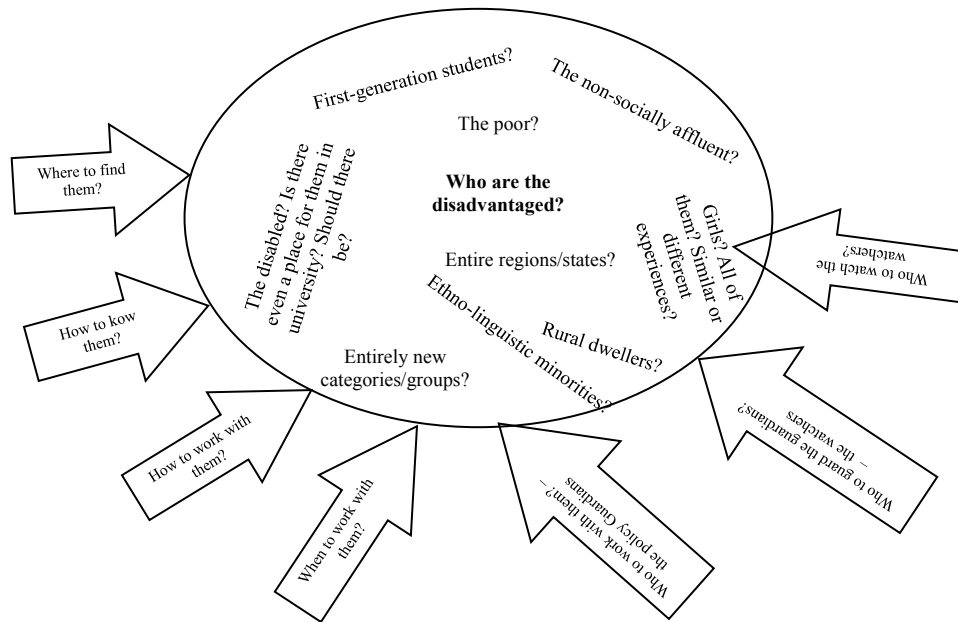 First-generation students?
The non-socially affluent?
The poor?
Who are the
disadvantaged?
The disabled? Is there
even a place for them in
university? Should there
be?
Girls? All of
them? Similar or
different
experiences?
Entire regions/states?
Ethno-linguistic minorities?
Rural dwellers?
Entirely new
categories/groups?
Where to find
them?
How to kow
them?
How to work with
them?
When to work with
them?
Who to work with them?–
the policy Guardians
Who to guard the guardians?
– the watchers
Who to watch the
watchers?